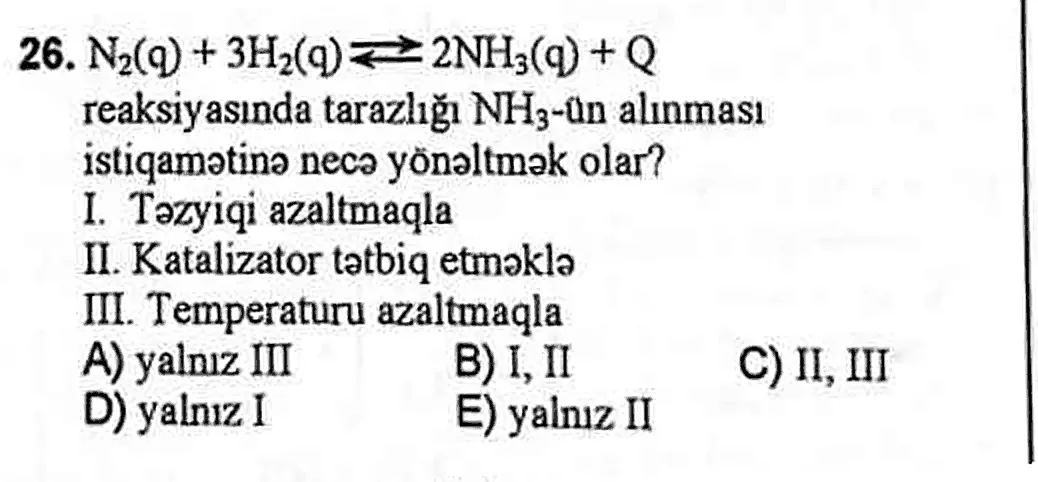 26. N₂(q) + 3H₂(q) ⇄ 2NH₃(q) + Q
reaksiyasında tarazlığı NH₃-ün alınması
istiqamətinə necə yönəltmək olar?
I. Təzyiqi azaltmaqla
II. Katalizator tətbiq etməklə
III. Temperaturu azaltmaqla
A) yalnız III B) I, II C) II, III
D) yalnız I E) yalnız II